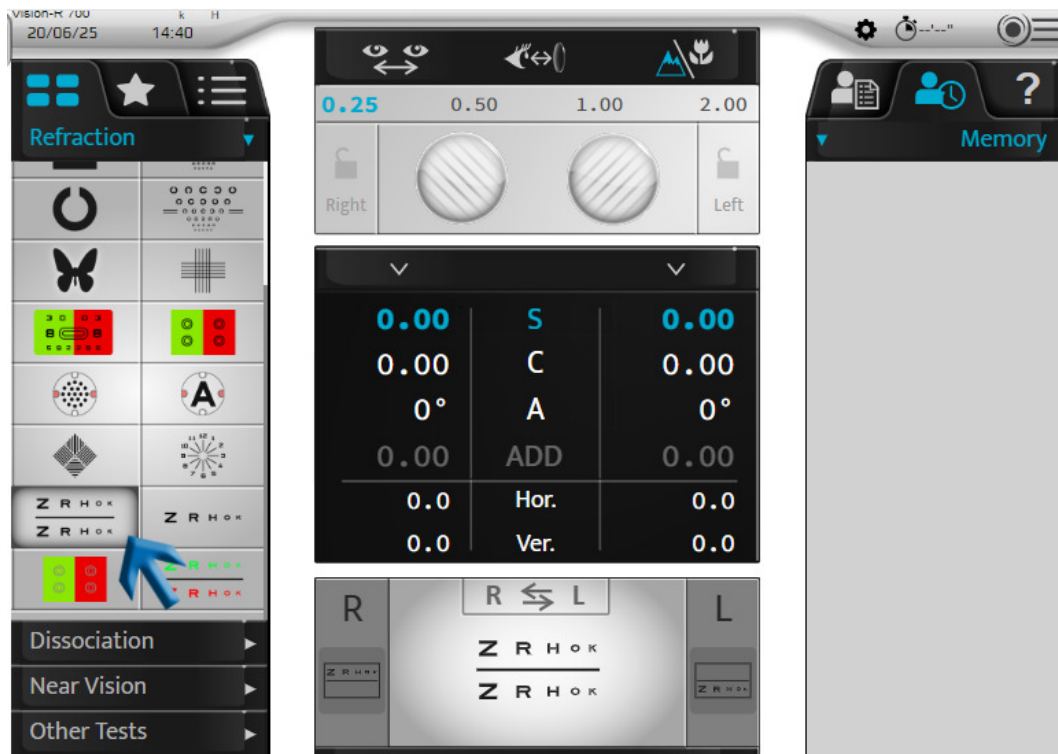 Vision-R 700
k H
20/06/25 14:40
--'--"
Refraction
Memory
?
0.25 0.50 1.00 2.00
Right Left
0.00 S 0.00
0.00 C 0.00
0° A 0°
0.00 ADD 0.00
0.0 Hor. 0.0
0.0 Ver. 0.0
A
Z R H O K
Z R H O K
Z R H O K
Z R H O K
Z R H O K
Dissociation
Near Vision
Other Tests
R R L L
Z R H O K
Z R H O K
Z R H O K
Z R H O K